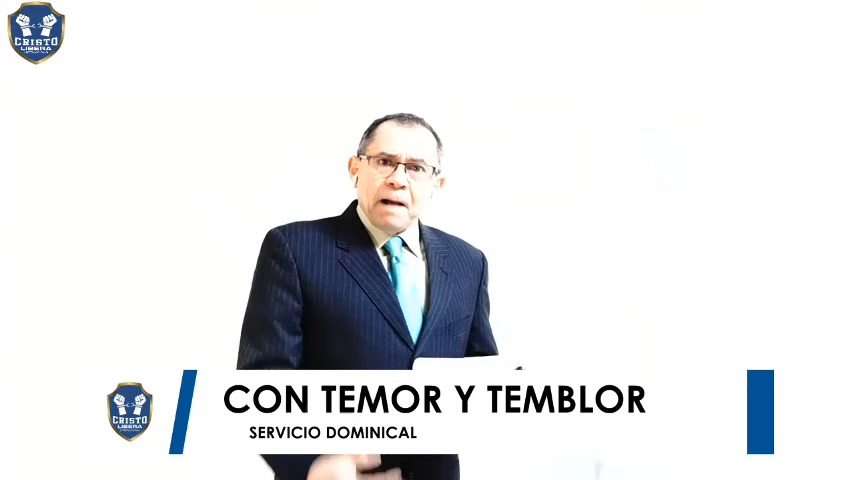 CRISTO
LIBERA
CON TEMOR Y TEMBLOR
SERVICIO DOMINICAL
CRISTO
LIBERA